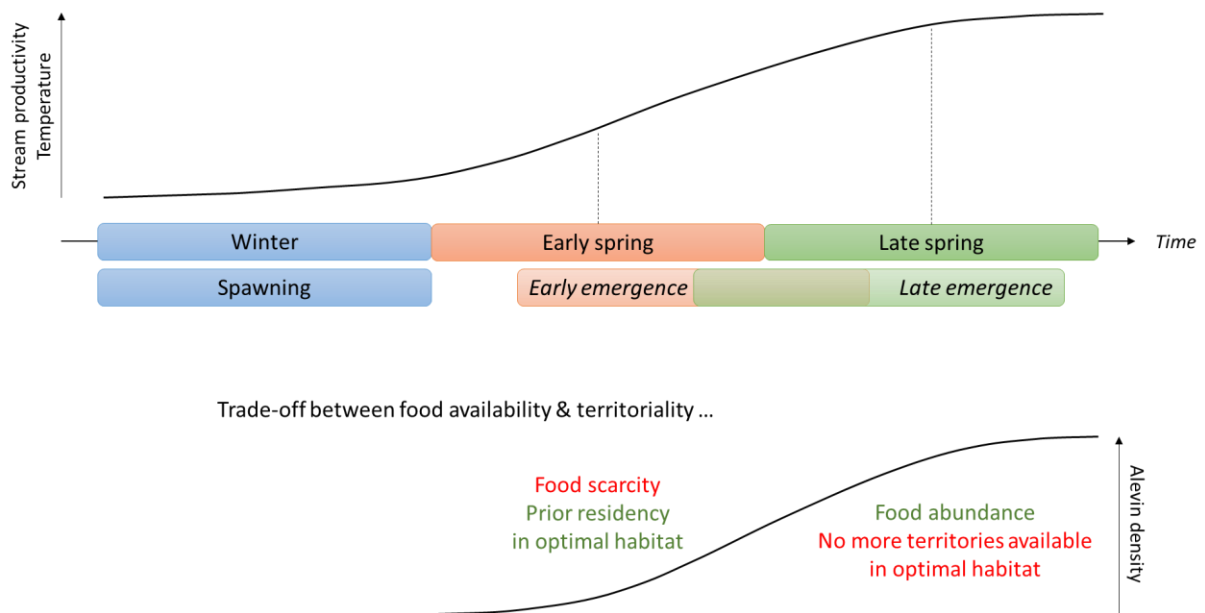 Stream productivity
Temperature
Winter
Early spring
Late spring
Time
Spawning
Early emergence
Late emergence
Trade-off between food availability & territoriality ...
Food scarcity
Prior residency
in optimal habitat
Food abundance
No more territories available
in optimal habitat
Alevin density